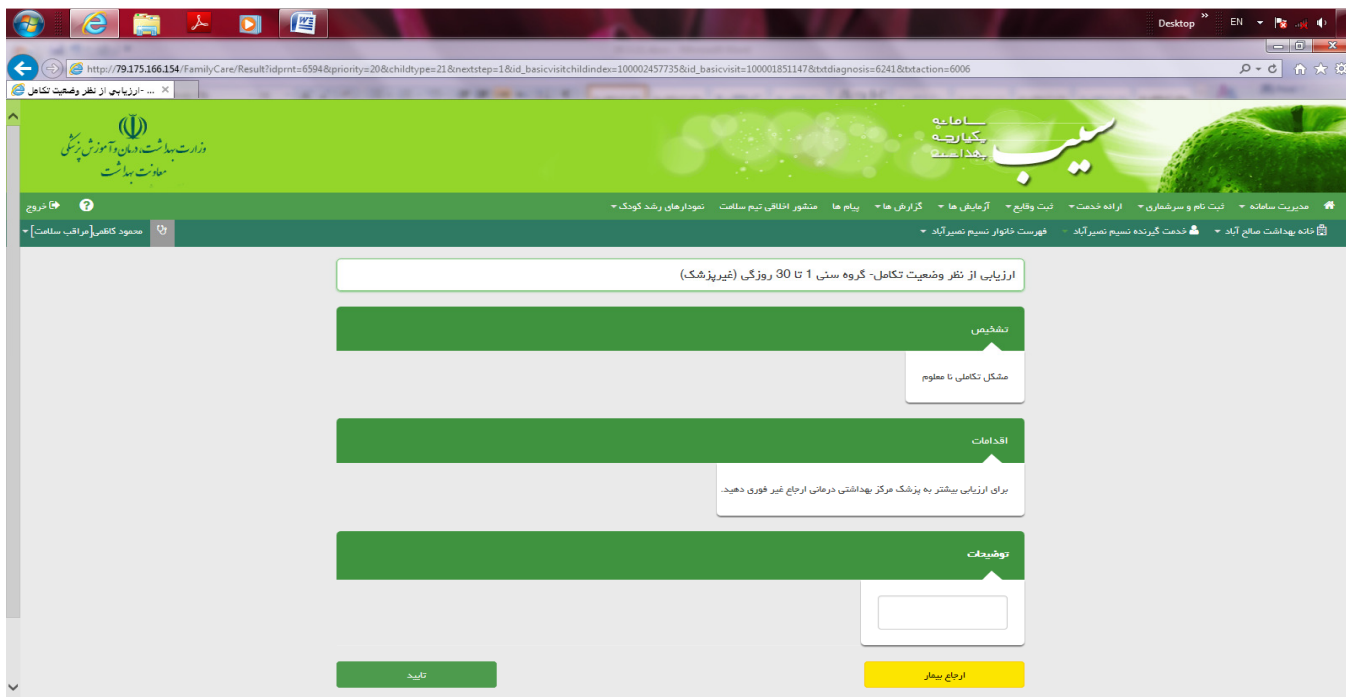 Desktop
EN
http://79.175.166.154/FamilyCare/Result?idprnt=6594&priority=20&childtype=21&nextstep=1&id_basicvisitchildindex=100002457735&id_basicvisit=100001851147&txtdiagnosis=6241&txtaction=6006
ارزیابی از نظر وضعیت تکامل- ...
سیب
سامانه
یکپارچه
بهداشت
وزارت بهداشت، درمان و آموزش پزشکی
معاونت بهداشت
مدیریت سامانه ثبت نام و سرشماری ارائه خدمت ثبت وقایع آزمایش ها گزارش ها پیام ها منشور اخلاقی تیم سلامت نمودارهای رشد کودک
خروج
خانه بهداشت صالح آباد خدمت گیرنده نسیم نصیرآباد فهرست خانوار نسیم نصیرآباد
محمود کاظمی[مراقب سلامت]
ارزیابی از نظر وضعیت تکامل- گروه سنی 1 تا 30 روزگی (غیرپزشک)
تشخیص
مشکل تکاملی نا معلوم
اقدامات
برای ارزیابی بیشتر به پزشک مرکز بهداشتی درمانی ارجاع غیر فوری دهید.
توضیحات
ارجاع بیمار
تایید